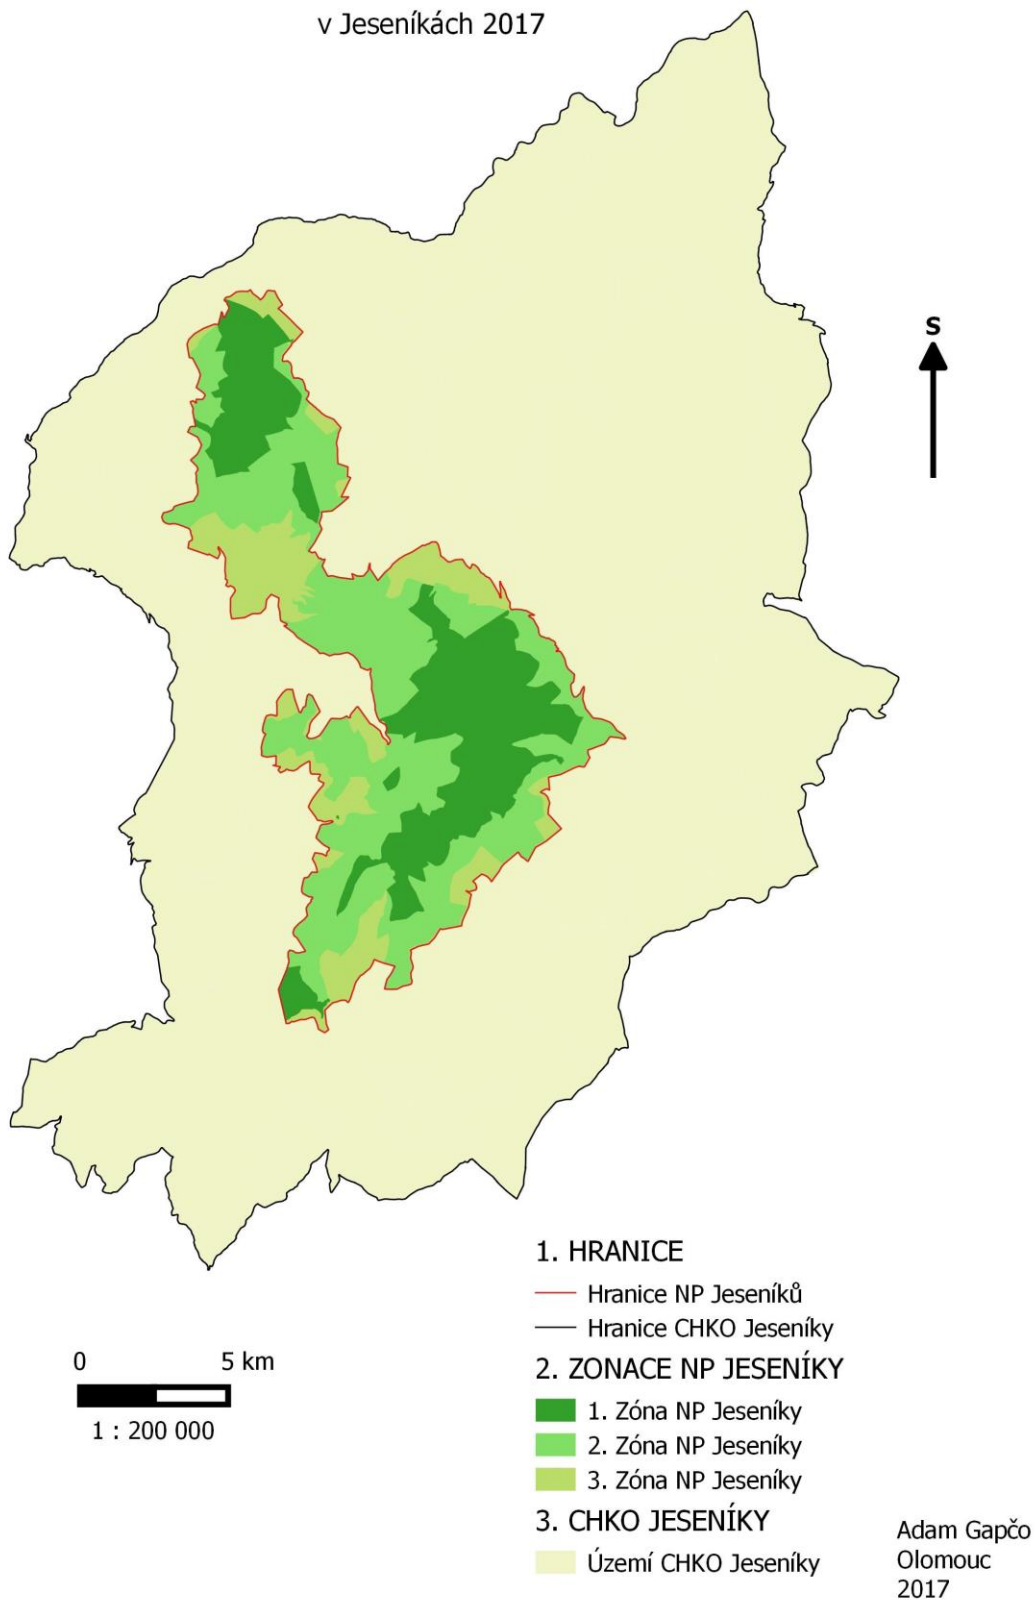 v Jeseníkách 2017
S
1. HRANICE
Hranice NP Jeseníků
Hranice CHKO Jeseníky
0 5 km
1 : 200 000
2. ZONACE NP JESENÍKY
1. Zóna NP Jeseníky
2. Zóna NP Jeseníky
3. Zóna NP Jeseníky
3. CHKO JESENÍKY
Území CHKO Jeseníky
Adam Gapčo
Olomouc
2017